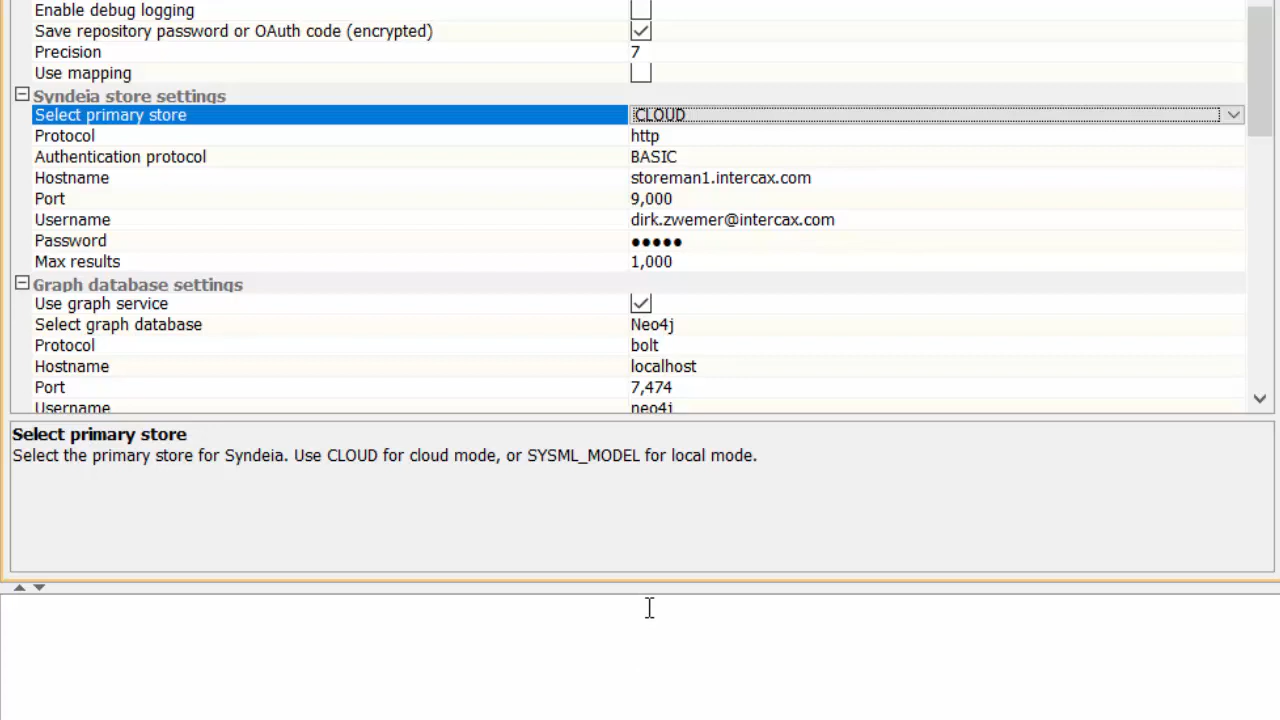 Enable debug logging
Save repository password or OAuth code (encrypted)
Precision 7
Use mapping
Syndeia store settings
Select primary store CLOUD
Protocol http
Authentication protocol BASIC
Hostname storeman1.intercax.com
Port 9,000
Username dirk.zwemer@intercax.com
Password ●●●●●
Max results 1,000
Graph database settings
Use graph service
Select graph database Neo4j
Protocol bolt
Hostname localhost
Port 7,474
Username neo4j
Select primary store
Select the primary store for Syndeia. Use CLOUD for cloud mode, or SYSML_MODEL for local mode.